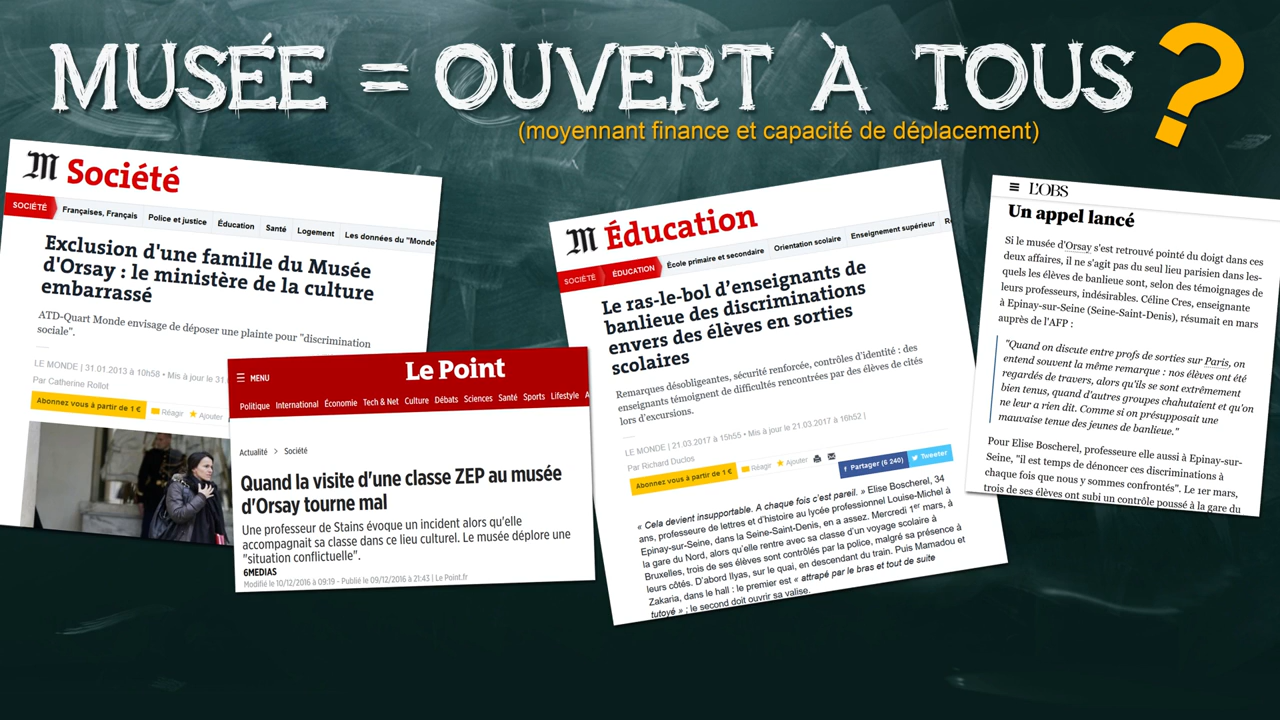 MUSÉE = OUVERT À TOUS ?
(moyennant finance et capacité de déplacement)
M Société
SOCIÉTÉ Françaises, Français Police et justice Éducation Santé Logement Les données du "Monde"
Exclusion d'une famille du Musée
d'Orsay : le ministère de la culture
embarrassé
ATD-Quart Monde envisage de déposer une plainte pour "discrimination
sociale".
LE MONDE | 31.01.2013 à 10h58 • Mis à jour le 31.
Par Catherine Rollot
Abonnez vous à partir de 1 € Réagir Ajouter
MENU Le Point
Politique International Économie Tech & Net Culture Débats Sciences Santé Sports Lifestyle A
Actualité > Société
Quand la visite d'une classe ZEP au musée
d'Orsay tourne mal
Une professeur de Stains évoque un incident alors qu'elle
accompagnait sa classe dans ce lieu culturel. Le musée déplore une
"situation conflictuelle".
6MEDIAS
Modifié le 10/12/2016 à 09:19 - Publié le 09/12/2016 à 21:43 | Le Point.fr
M Éducation
SOCIÉTÉ ÉDUCATION École primaire et secondaire Orientation scolaire Enseignement supérieur R
Le ras-le-bol d'enseignants de
banlieue des discriminations
envers des élèves en sorties
scolaires
Remarques désobligeantes, sécurité renforcée, contrôles d'identité : des
enseignants témoignent de difficultés rencontrées par des élèves de cités
lors d'excursions.
LE MONDE | 21.03.2017 à 15h55 • Mis à jour le 21.03.2017 à 16h52 |
Par Richard Duclos
Abonnez vous à partir de 1 € Réagir Ajouter Partager (6 240) Tweeter
« Cela devient insupportable. A chaque fois c'est pareil. » Elise Boscherel, 34
ans, professeur de lettres et d'histoire au lycée professionnel Louise-Michel à
Epinay-sur-Seine, dans la Seine-Saint-Denis, en a assez. Mercredi 1er mars, à
la gare du Nord, alors qu'elle rentre avec sa classe d'un voyage scolaire à
Bruxelles, trois de ses élèves sont contrôlés par la police, malgré sa présence à
leurs côtés. D'abord Ilyas, sur le quai, en descendant du train. Puis Mamadou et
Zakaria, dans le hall : le premier est « attrapé par le bras et tout de suite
tutoyé » ; le second doit ouvrir sa valise.
L'OBS
Un appel lancé
Si le musée d'Orsay s'est retrouvé pointé du doigt dans ces
deux affaires, il ne s'agit pas du seul lieu parisien dans les-
quels les élèves de banlieue sont, selon des témoignages de
leurs professeurs, indésirables. Céline Cres, enseignante
à Epinay-sur-Seine (Seine-Saint-Denis), résumait en mars
auprès de l'AFP :
"Quand on discute entre profs de sorties sur Paris, on
entend souvent la même remarque : nos élèves ont été
regardés de travers, alors qu'ils se sont extrêmement
bien tenus, quand d'autres groupes chahutaient et qu'on
ne leur a rien dit. Comme si on présupposait une
mauvaise tenue des jeunes de banlieue."
Pour Elise Boscherel, professeure elle aussi à Epinay-sur-
Seine, "il est temps de dénoncer ces discriminations à
chaque fois que nous y sommes confrontés". Le 1er mars,
trois de ses élèves ont subi un contrôle poussé à la gare du